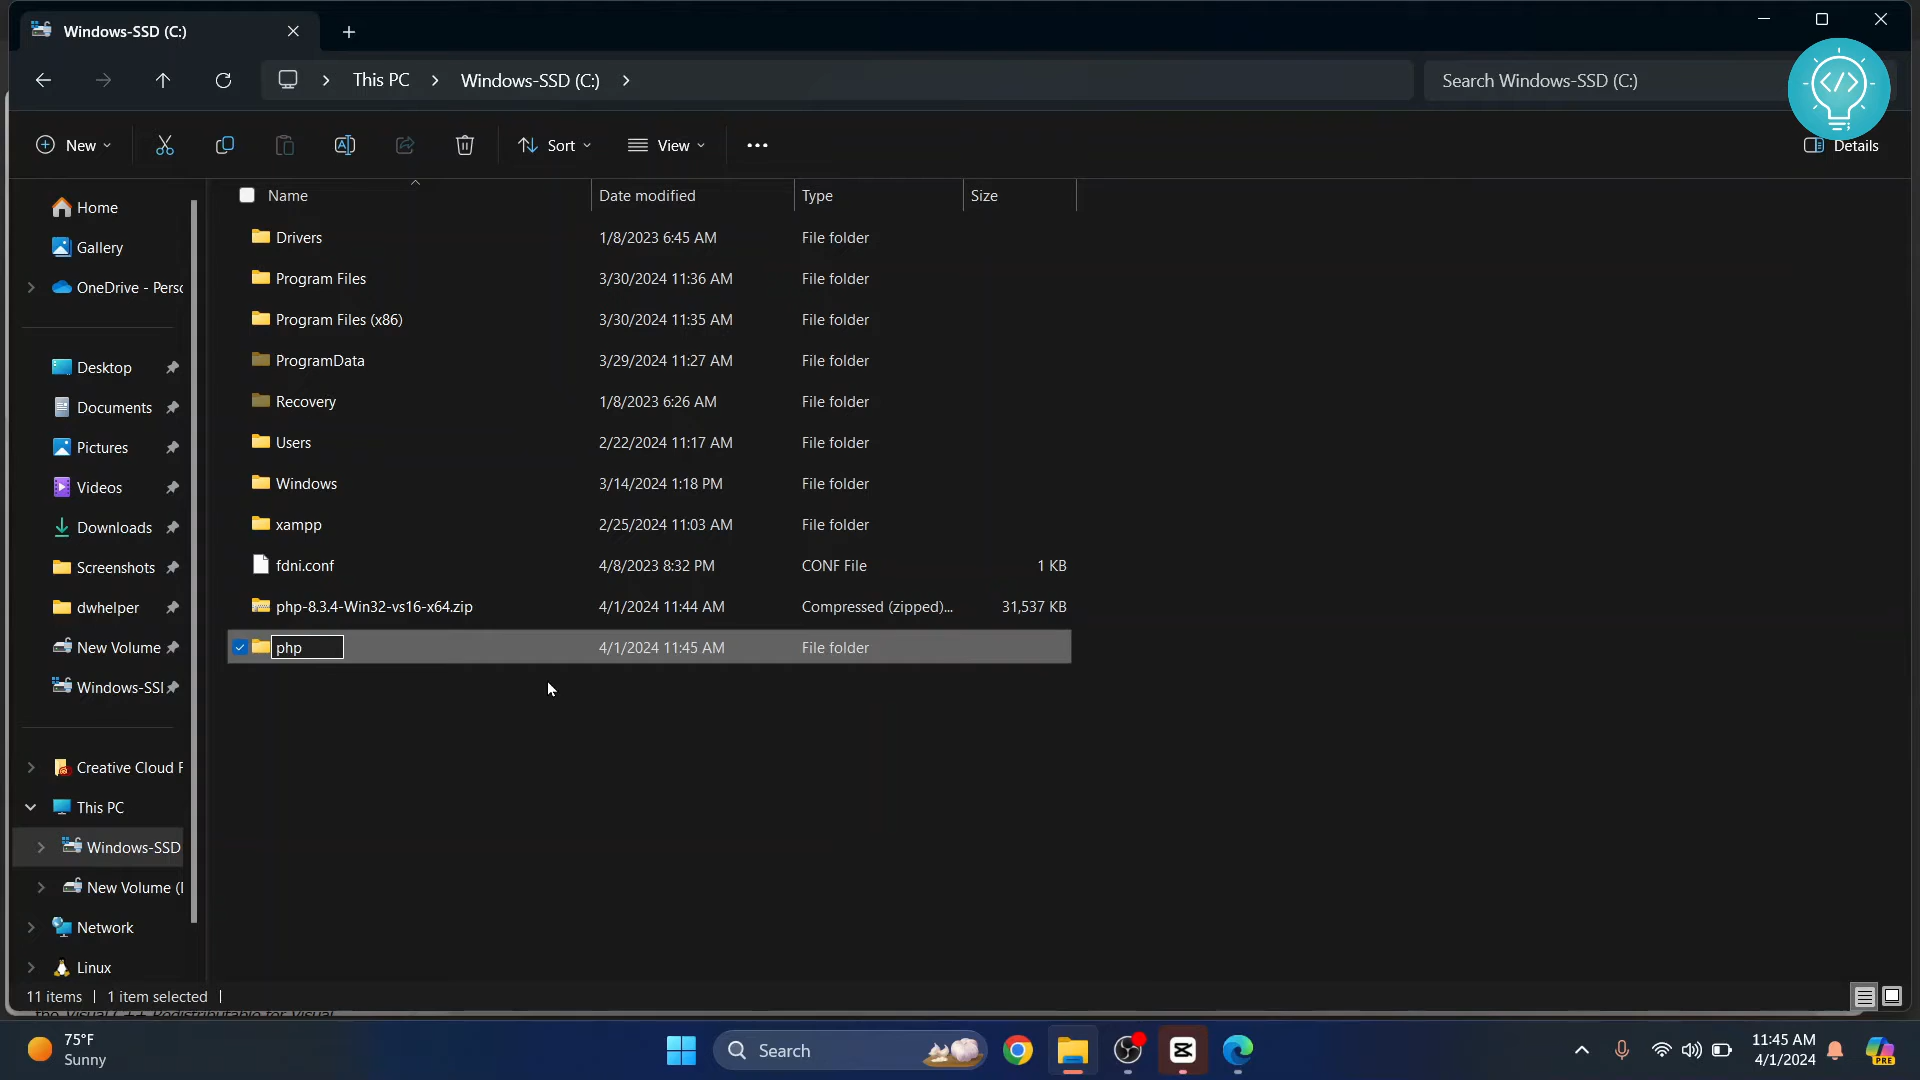 Windows-SSD (C:)
This PC
Windows-SSD (C:)
Search Windows-SSD (C:)
New
Sort
View
Details
Name
Date modified
Type
Size
Home
Gallery
OneDrive - Persc
Desktop
Documents
Pictures
Videos
Downloads
Screenshots
dwhelper
New Volume
Windows-SSI
Creative Cloud F
This PC
Windows-SSD
New Volume (I
Network
Linux
Drivers 1/8/2023 6:45 AM File folder
Program Files 3/30/2024 11:36 AM File folder
Program Files (x86) 3/30/2024 11:35 AM File folder
ProgramData 3/29/2024 11:27 AM File folder
Recovery 1/8/2023 6:26 AM File folder
Users 2/22/2024 11:17 AM File folder
Windows 3/14/2024 1:18 PM File folder
xampp 2/25/2024 11:03 AM File folder
fdni.conf 4/8/2023 8:32 PM CONF File 1 KB
php-8.3.4-Win32-vs16-x64.zip 4/1/2024 11:44 AM Compressed (zipped)... 31,537 KB
php 4/1/2024 11:45 AM File folder
11 items 1 item selected
75°F
Sunny
Search
11:45 AM
4/1/2024
PRE